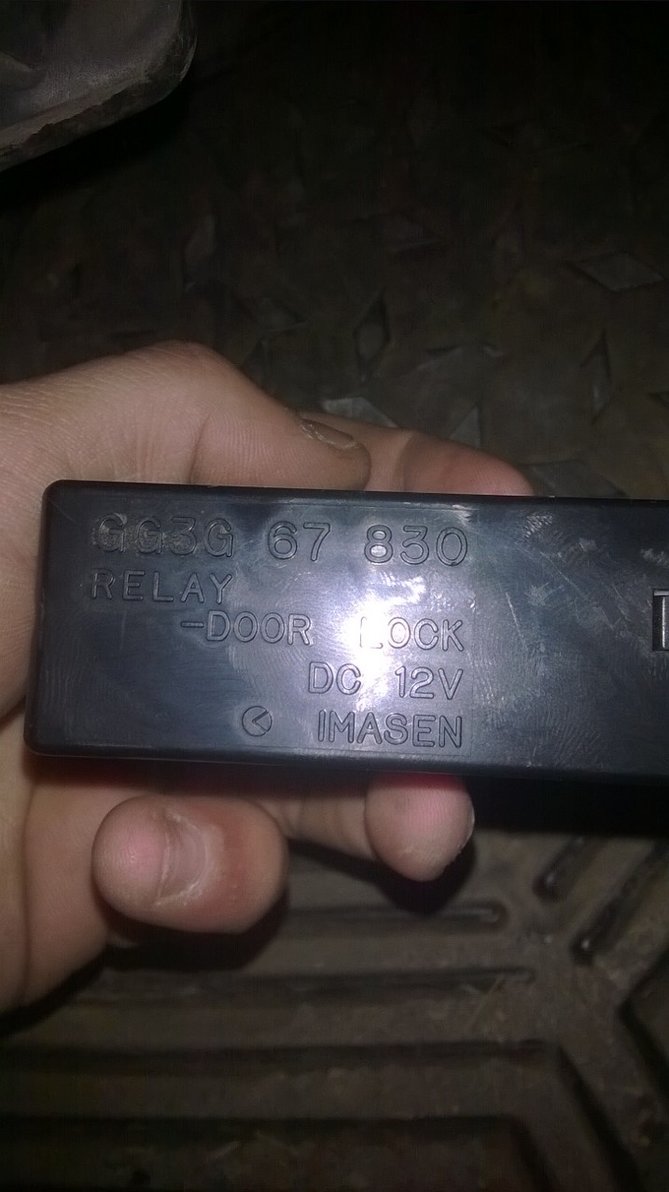 GG3G 67 830
RELAY
-DOOR LOCK
DC 12V
IMASEN
T